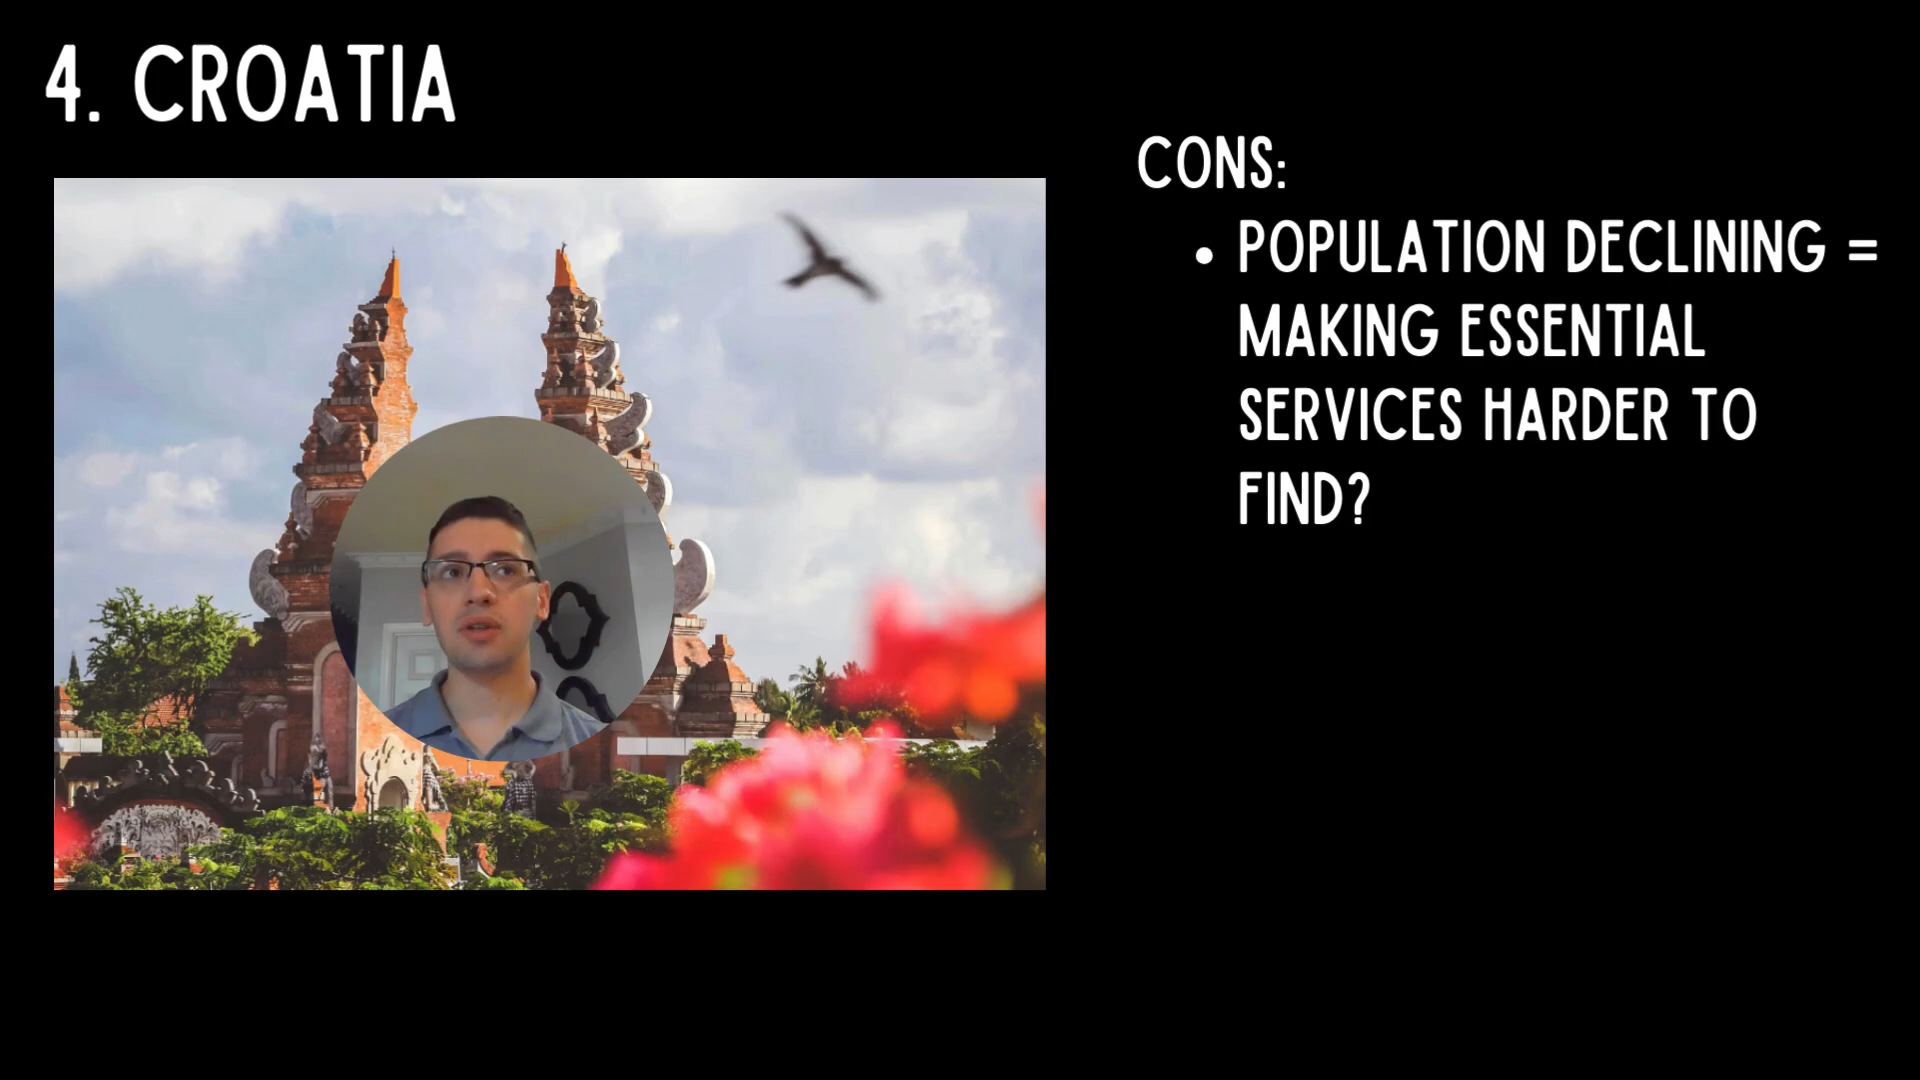 4. CROATIA
CONS:
• POPULATION DECLINING =
MAKING ESSENTIAL
SERVICES HARDER TO
FIND?